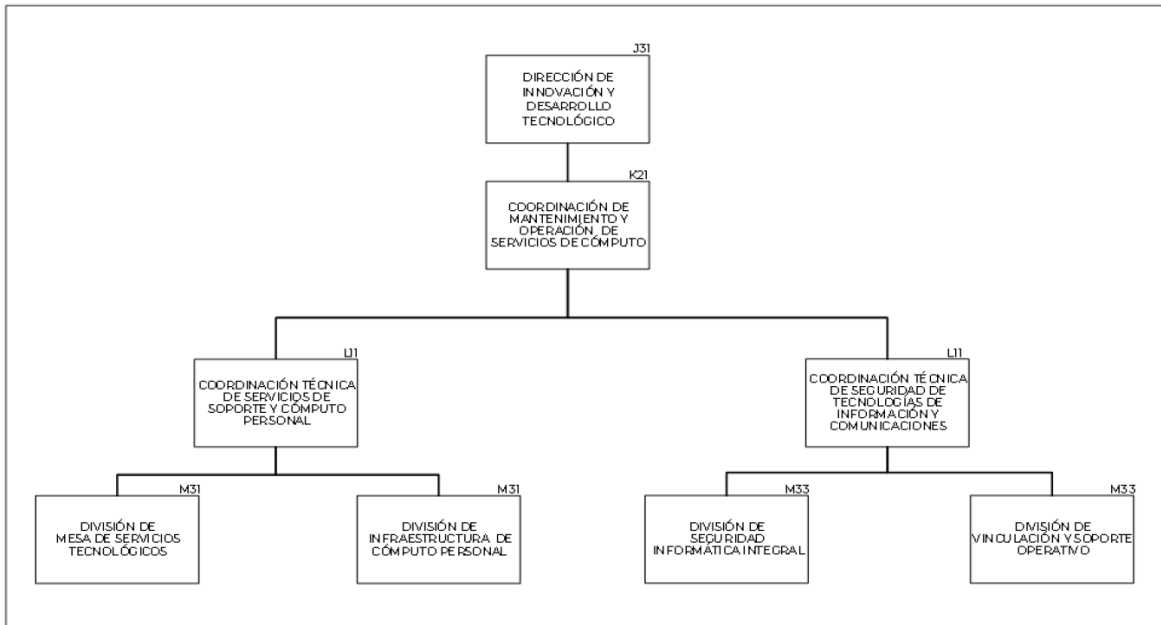 J31
DIRECCIÓN DE
INNOVACIÓN Y
DESARROLLO
TECNOLÓGICO
K21
COORDINACIÓN DE
MANTENIMIENTO Y
OPERACIÓN DE
SERVICIOS DE CÓMPUTO
L11
COORDINACIÓN TÉCNICA
DE SERVICIOS DE
SOPORTE Y CÓMPUTO
PERSONAL
L11
COORDINACIÓN TÉCNICA
DE SEGURIDAD DE
TECNOLOGÍAS DE
INFORMACIÓN Y
COMUNICACIONES
M31
DIVISIÓN DE
MESA DE SERVICIOS
TECNOLÓGICOS
M31
DIVISIÓN DE
INFRAESTRUCTURA DE
CÓMPUTO PERSONAL
M33
DIVISIÓN DE
SEGURIDAD
INFORMÁTICA INTEGRAL
M33
DIVISIÓN DE
VINCULACIÓN Y SOPORTE
OPERATIVO